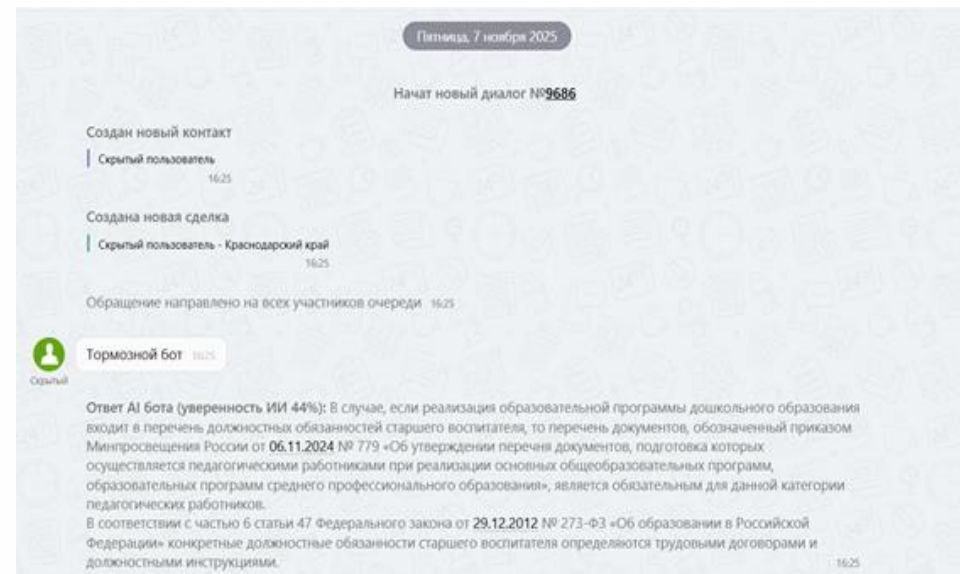 Пятница, 7 ноября 2025
Начат новый диалог №9686
Создан новый контакт
Скрытый пользователь
16:25
Создана новая сделка
Скрытый пользователь - Краснодарский край
16:25
Обращение направлено на всех участников очереди 16:25
Тормозной бот 16:25
Скрытый
Ответ AI бота (уверенность ИИ 44%): В случае, если реализация образовательной программы дошкольного образования
входит в перечень должностных обязанностей старшего воспитателя, то перечень документов, обозначенный приказом
Минпросвещения России от 06.11.2024 № 779 «Об утверждении перечня документов, подготовка которых
осуществляется педагогическими работниками при реализации основных общеобразовательных программ,
образовательных программ среднего профессионального образования», является обязательным для данной категории
педагогических работников.
В соответствии с частью 6 статьи 47 Федерального закона от 29.12.2012 № 273-ФЗ «Об образовании в Российской
Федерации» конкретные должностные обязанности старшего воспитателя определяются трудовыми договорами и
должностными инструкциями. 16:25